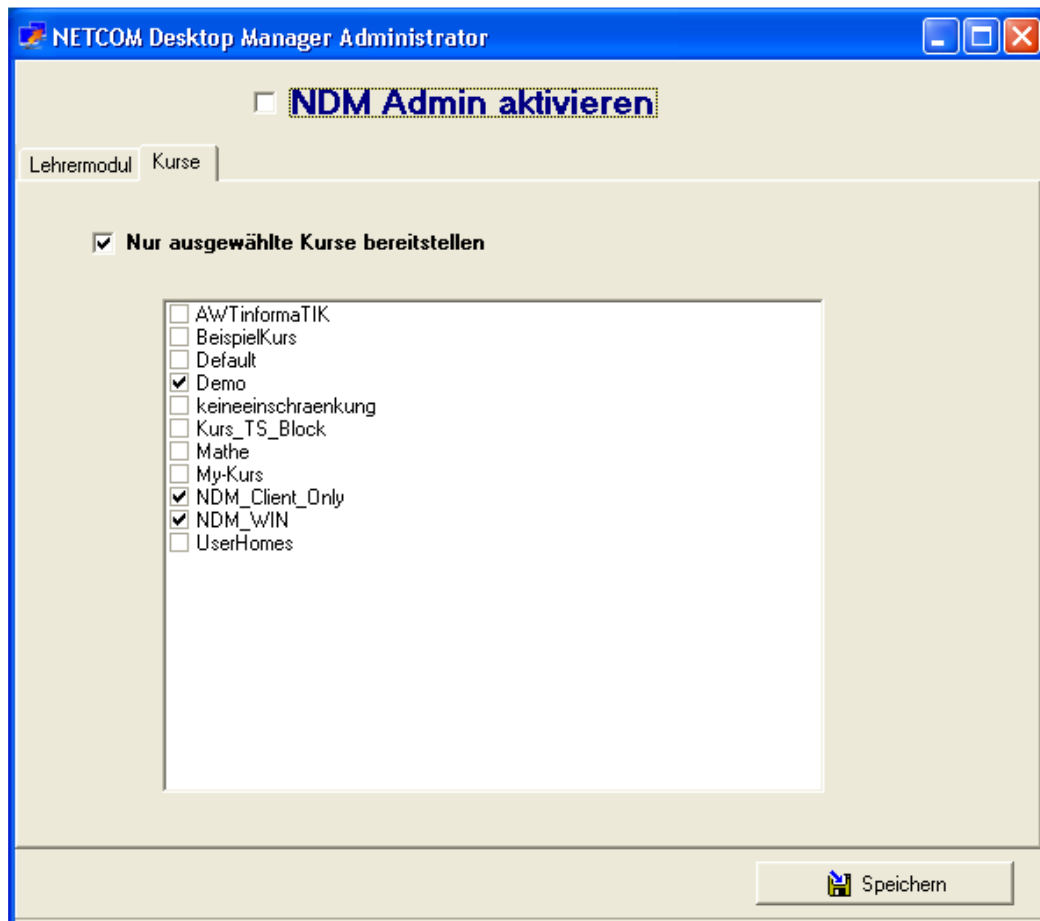 NETCOM Desktop Manager Administrator
NDM Admin aktivieren
Lehrermodul Kurse
Nur ausgewählte Kurse bereitstellen
AWTinformaTIK
BeispielKurs
Default
Demo
keineeinschraenkung
Kurs_TS_Block
Mathe
My-Kurs
NDM_Client_Only
NDM_WIN
UserHomes
Speichern